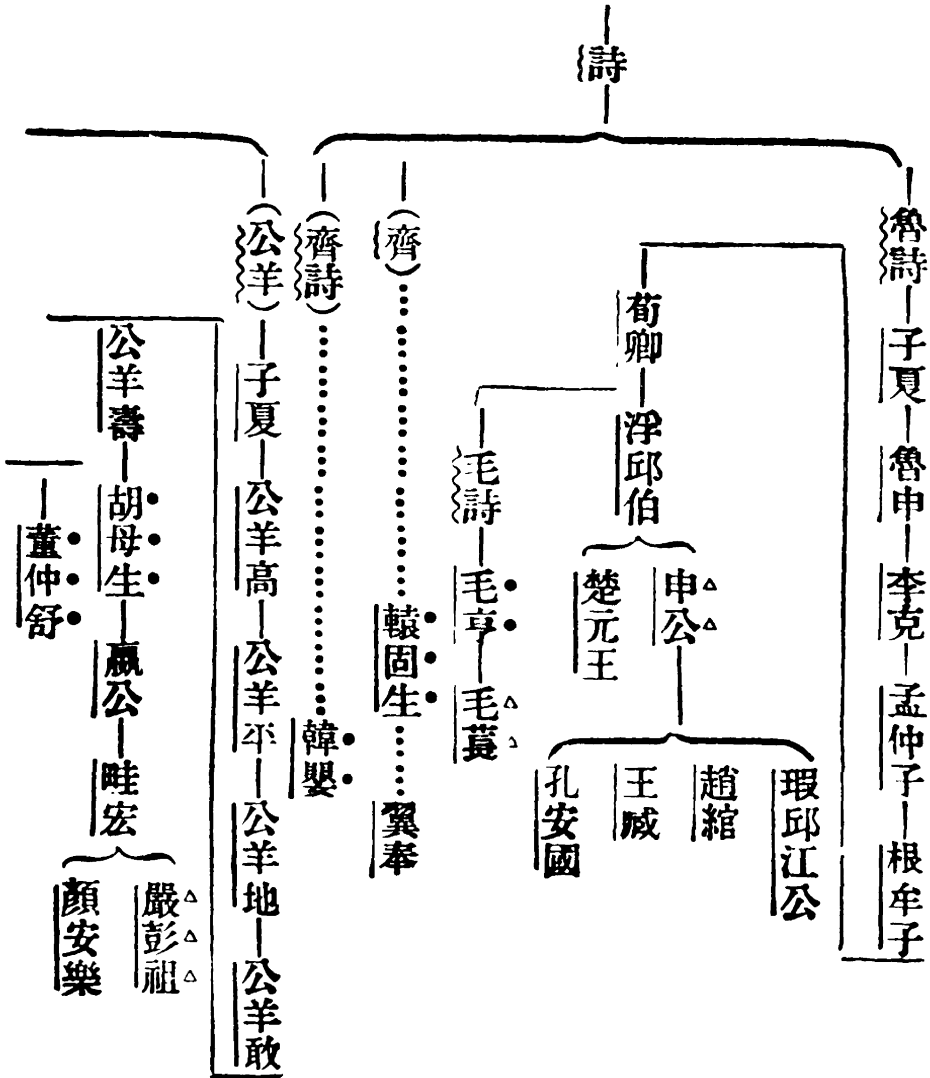 詩
魯詩 子夏 魯申 李克 孟仲子 根牟子
荀卿 浮邱伯
申公
瑕邱江公
趙綰
王臧
孔安國
楚元王
毛詩 毛亨 毛萇
(齊) 轅固生 翼奉
(齊詩) 韓嬰
(公羊) 子夏 公羊高 公羊平 公羊地 公羊敢
公羊壽 胡母生 嬴公 畦宏
嚴彭祖
顏安樂
董仲舒